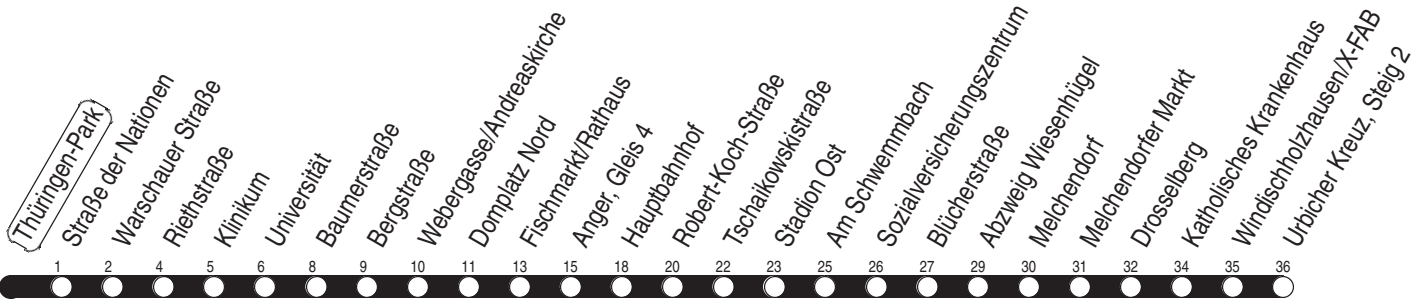 Thüringen-Park
Straße der Nationen
Warschauer Straße
Riethstraße
Klinikum
Universität
Baumerstraße
Bergstraße
Webergasse/Andreaskirche
Domplatz Nord
Fischmarkt/Rathaus
Anger, Gleis 4
Hauptbahnhof
Robert-Koch-Straße
Tschaikowskistraße
Stadion Ost
Am Schwemmbach
Sozialversicherungszentrum
Blücherstraße
Abzweig Wiesenhügel
Melchendorf
Melchendorfer Markt
Drosselberg
Katholisches Krankenhaus
Windischholzhausen/X-FAB
Urbicher Kreuz, Steig 2
1 2 4 5 6 8 9 10 11 13 15 18 20 22 23 25 26 27 29 30 31 32 34 35 36